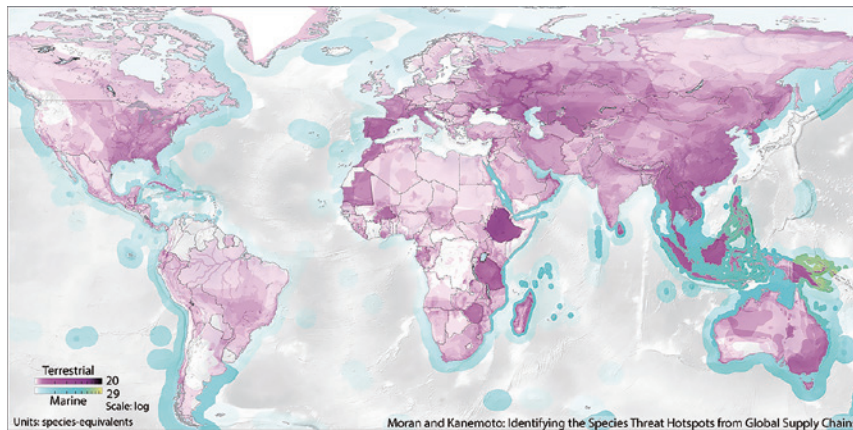 Terrestrial
20
29
Marine
Scale: log
Units: species-equivalents
Moran and Kanemoto: Identifying the Species Threat Hotspots from Global Supply Chain